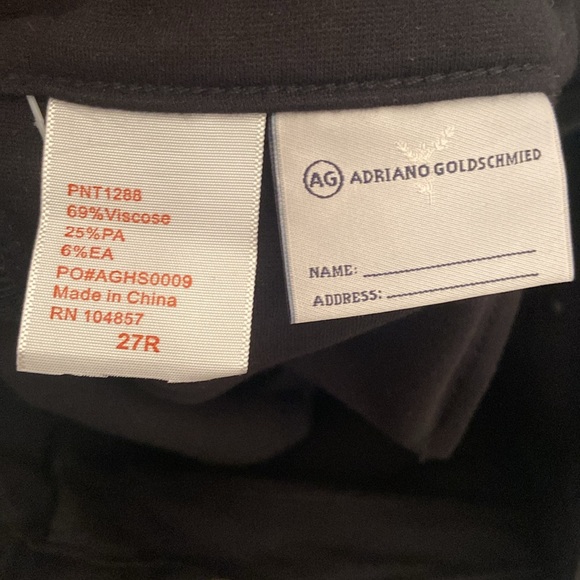 PNT1288
69%Viscose
25%PA
6%EA
PO#AGHS0009
Made in China
RN 104857
27R
AG ADRIANO GOLDSCHMIED
NAME:
ADDRESS: